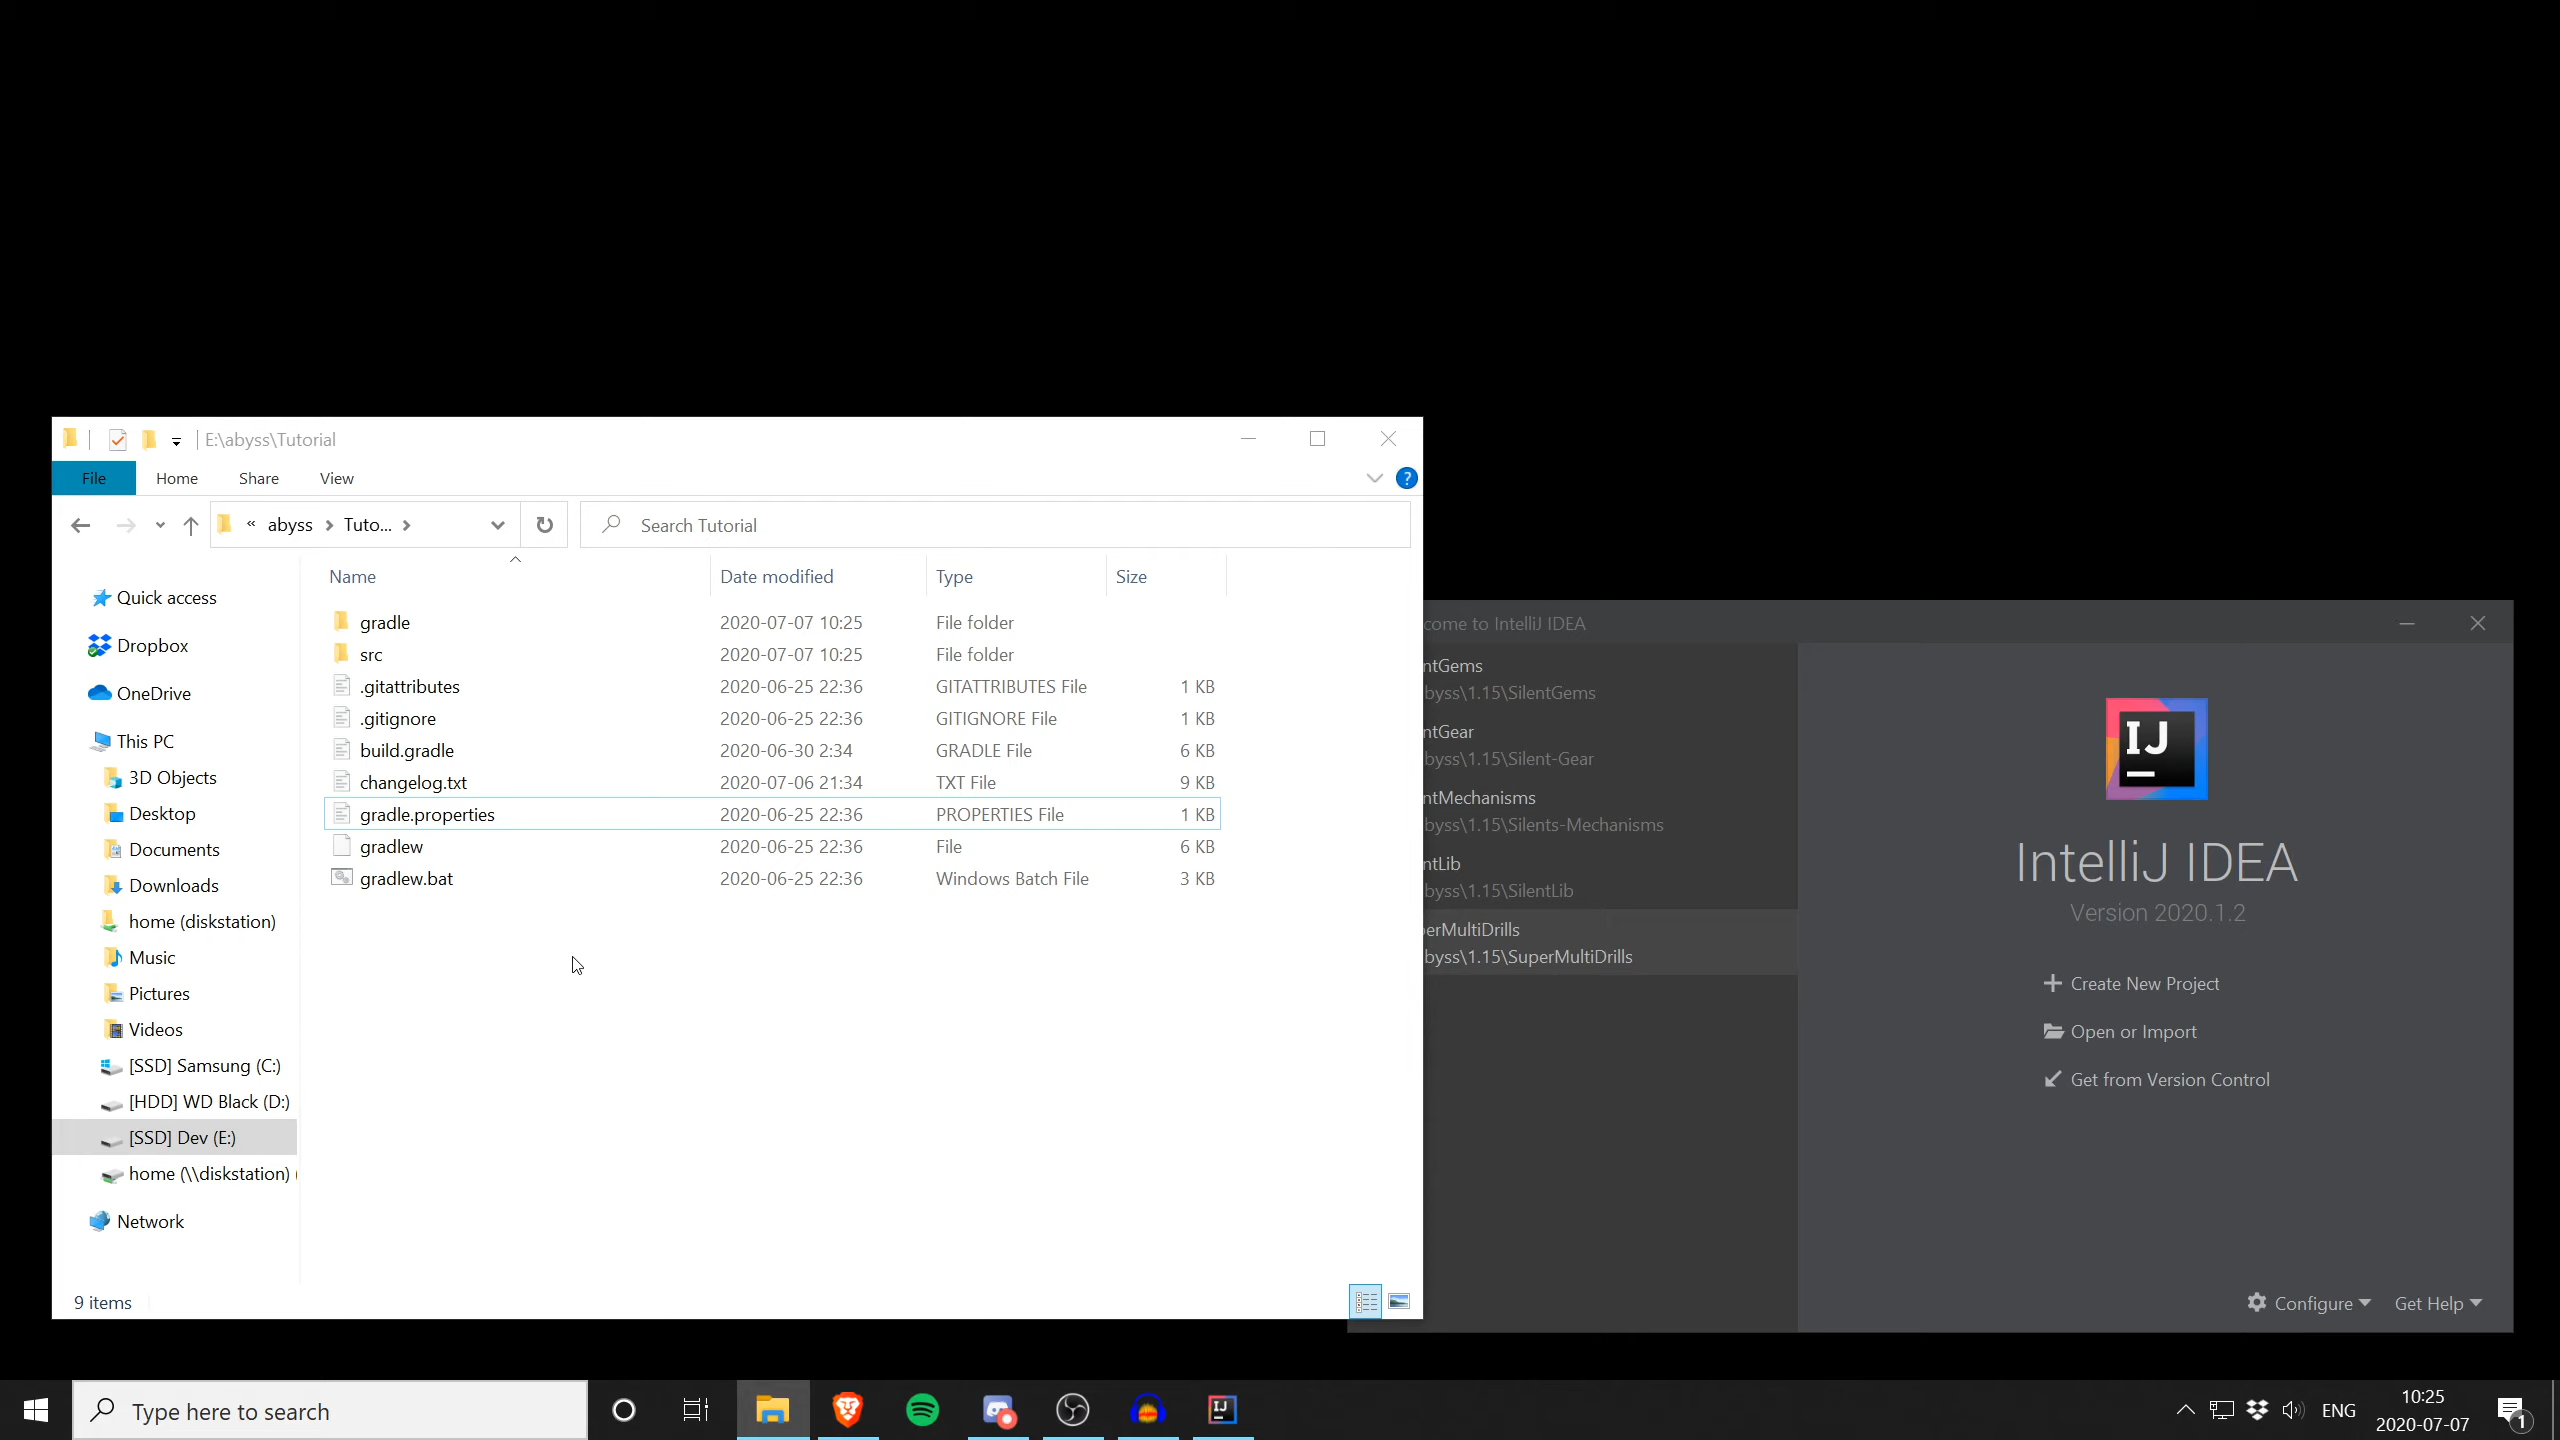 E:\abyss\Tutorial
File Home Share View
?
« abyss Tuto...
Search Tutorial
Name Date modified Type Size
gradle 2020-07-07 10:25 File folder
src 2020-07-07 10:25 File folder
.gitattributes 2020-06-25 22:36 GITATTRIBUTES File 1 KB
.gitignore 2020-06-25 22:36 GITIGNORE File 1 KB
build.gradle 2020-06-30 2:34 GRADLE File 6 KB
changelog.txt 2020-07-06 21:34 TXT File 9 KB
gradle.properties 2020-06-25 22:36 PROPERTIES File 1 KB
gradlew 2020-06-25 22:36 File 6 KB
gradlew.bat 2020-06-25 22:36 Windows Batch File 3 KB
Quick access
Dropbox
OneDrive
This PC
3D Objects
Desktop
Documents
Downloads
home (diskstation)
Music
Pictures
Videos
[SSD] Samsung (C:)
[HDD] WD Black (D:)
[SSD] Dev (E:)
home (\\diskstation) (
Network
9 items
come to IntelliJ IDEA
ntGems
byss\1.15\SilentGems
ntGear
byss\1.15\Silent-Gear
ntMechanisms
byss\1.15\Silents-Mechanisms
ntLib
byss\1.15\SilentLib
perMultiDrills
byss\1.15\SuperMultiDrills
IJ
IntelliJ IDEA
Version 2020.1.2
Create New Project
Open or Import
Get from Version Control
Configure Get Help
Type here to search
IJ
ENG
10:25
2020-07-07
1